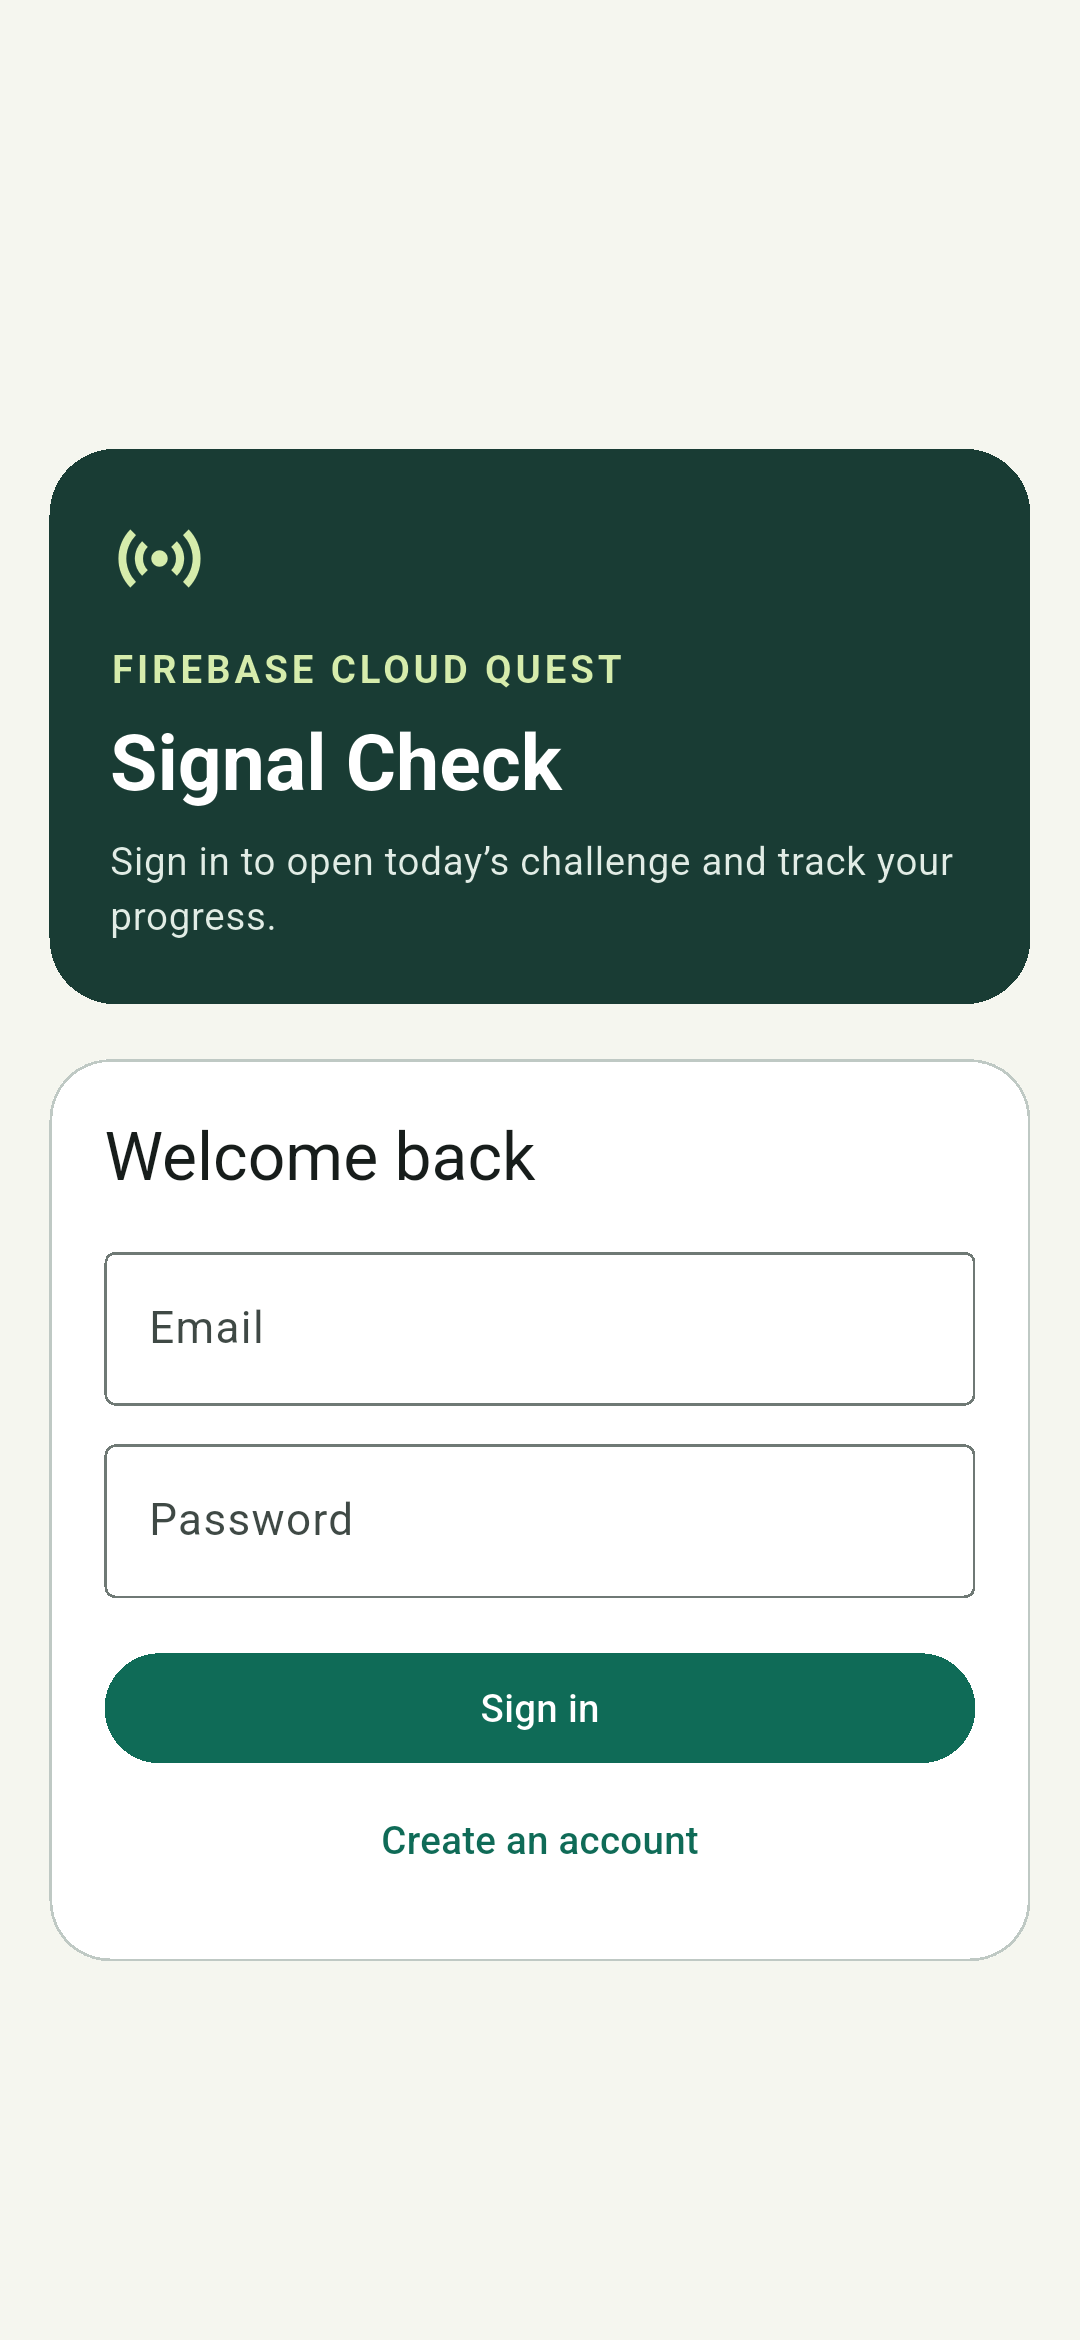 FIREBASE CLOUD QUEST
Signal Check
Sign in to open today’s challenge and track your
progress.
Welcome back
Email
Password
Sign in
Create an account